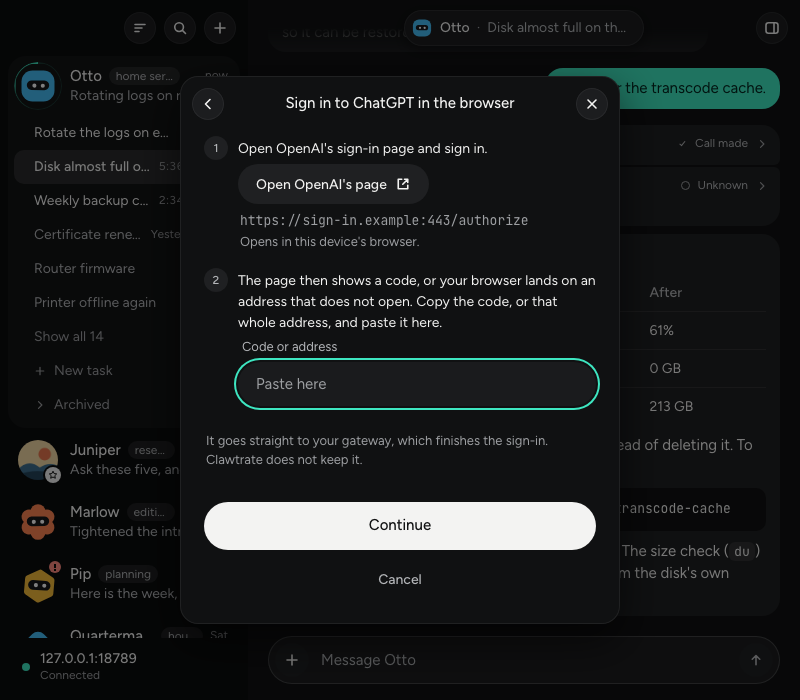 so it can be restore
Otto · Disk almost full on th...
Otto home ser... now
Rotating logs on r
Rotate the logs on e...
Disk almost full o... 5:36
Weekly backup c... 2:34
Certificate rene... Yeste
Router firmware
Printer offline again
Show all 14
+ New task
Archived
Juniper rese...
Ask these five, an
Marlow editi...
Tightened the intr
Pip planning
Here is the week,
Quarterma hou Sat
127.0.0.1:18789
Connected
Sign in to ChatGPT in the browser
1 Open OpenAI's sign-in page and sign in.
Open OpenAI's page
https://sign-in.example:443/authorize
Opens in this device's browser.
2 The page then shows a code, or your browser lands on an
address that does not open. Copy the code, or that
whole address, and paste it here.
Code or address
Paste here
It goes straight to your gateway, which finishes the sign-in.
Clawtrate does not keep it.
Continue
Cancel
the transcode cache.
Call made
Unknown
After
61%
0 GB
213 GB
ead of deleting it. To
transcode-cache
The size check (du)
m the disk's own
Message Otto